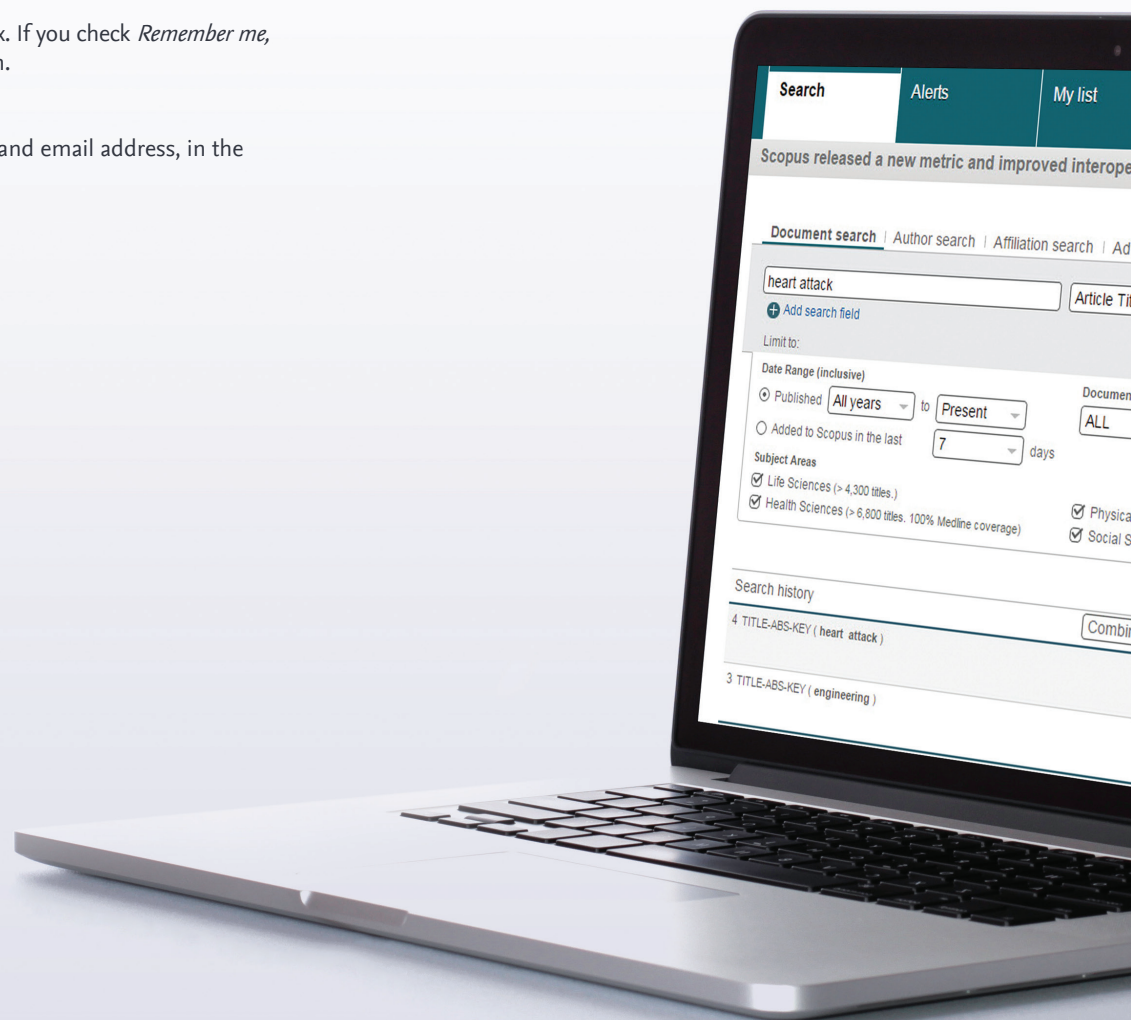 x. If you check Remember me,
n.
and email address, in the
Search Alerts My list
Scopus released a new metric and improved interope
Document search | Author search | Affiliation search | Ad
heart attack Article Tit
Add search field
Limit to:
Date Range (inclusive) Documen
Published All years to Present ALL
Added to Scopus in the last 7 days
Subject Areas
Life Sciences (> 4,300 titles.) Physica
Health Sciences (> 6,800 titles. 100% Medline coverage) Social S
Search history Combin
4 TITLE-ABS-KEY ( heart attack )
3 TITLE-ABS-KEY ( engineering )